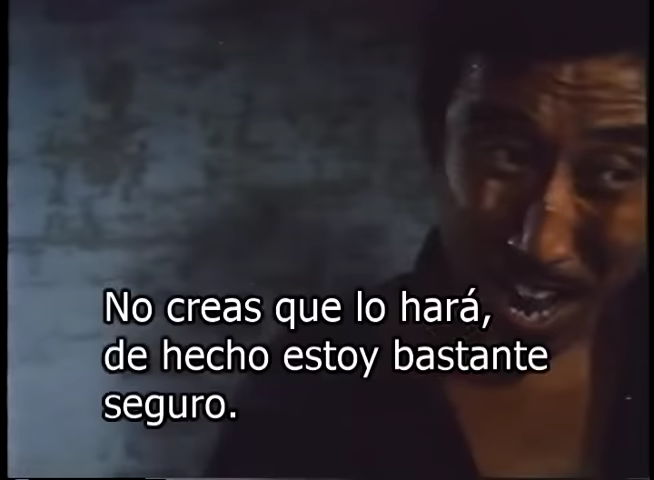 No creas que lo hará,
de hecho estoy bastante
seguro.